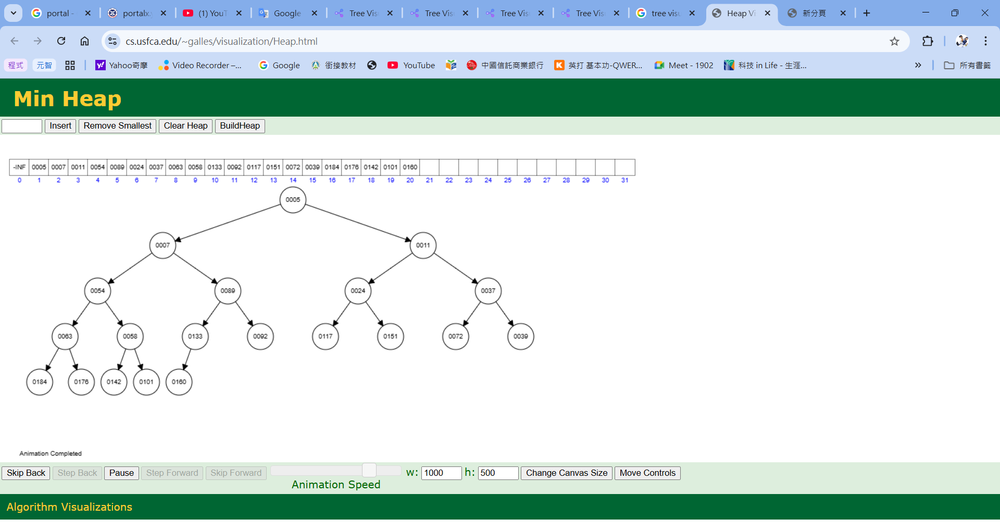 portal - portalx. (1) YouT Google Tree Vis Tree Vis Tree Vis Tree Vis tree visu Heap Vi 新分頁
cs.usfca.edu/~galles/visualization/Heap.html
程式 元智 Yahoo奇摩 Video Recorder –... Google 銜接教材 YouTube 中國信託商業銀行 英打 基本功-QWER... Meet - 1902 科技 in Life - 生涯... » 所有書籤
Min Heap
Insert Remove Smallest Clear Heap BuildHeap
-INF 0005 0007 0011 0054 0089 0024 0037 0063 0058 0133 0092 0117 0151 0072 0039 0184 0176 0142 0101 0160
0 1 2 3 4 5 6 7 8 9 10 11 12 13 14 15 16 17 18 19 20 21 22 23 24 25 26 27 28 29 30 31
0005
0007 0011
0054 0089 0024 0037
0063 0058 0133 0092 0117 0151 0072 0039
0184 0176 0142 0101 0160
Animation Completed
Skip Back Step Back Pause Step Forward Skip Forward w: 1000 h: 500 Change Canvas Size Move Controls
Animation Speed
Algorithm Visualizations